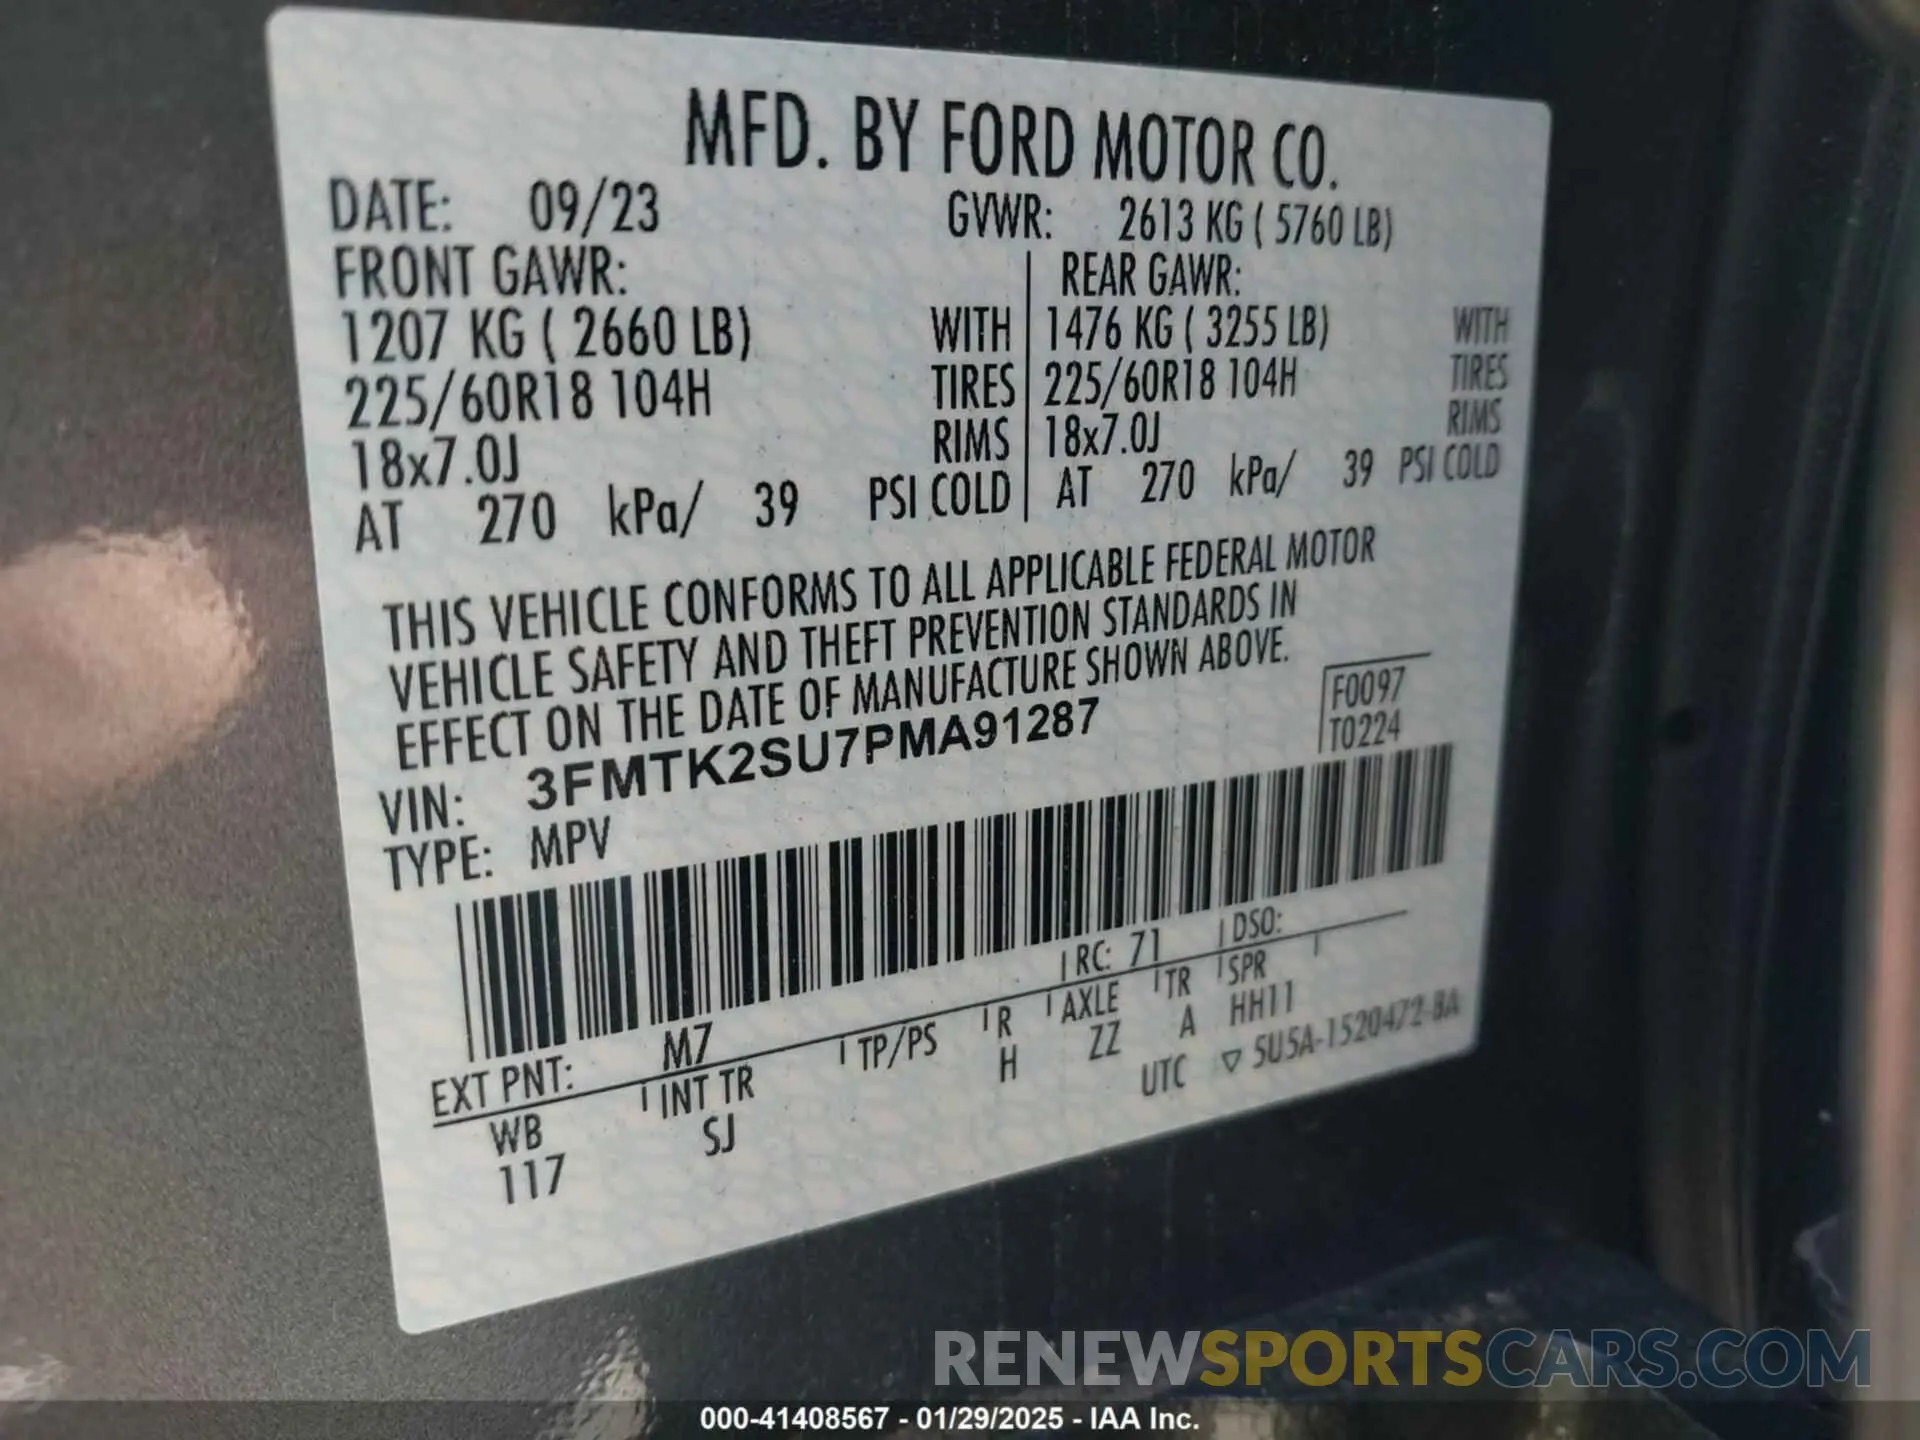 MFD. BY FORD MOTOR CO.
DATE: 09/23 GVWR: 2613 KG ( 5760 LB)
FRONT GAWR: REAR GAWR:
1207 KG ( 2660 LB) WITH 1476 KG ( 3255 LB) WITH
225/60R18 104H TIRES 225/60R18 104H TIRES
18x7.0J RIMS 18x7.0J RIMS
AT 270 kPa/ 39 PSI COLD AT 270 kPa/ 39 PSI COLD
THIS VEHICLE CONFORMS TO ALL APPLICABLE FEDERAL MOTOR
VEHICLE SAFETY AND THEFT PREVENTION STANDARDS IN
EFFECT ON THE DATE OF MANUFACTURE SHOWN ABOVE.
F0097
VIN: 3FMTK2SU7PMA91287 T0224
TYPE: MPV
EXT PNT: M7 RC: 71 DSO:
WB INT TR TP/PS R AXLE TR SPR
117 SJ H ZZ A HH11
UTC ▽ 5U5A-1520472-BA
RENEWSPORTSCARS.COM
000-41408567 - 01/29/2025 - IAA Inc.